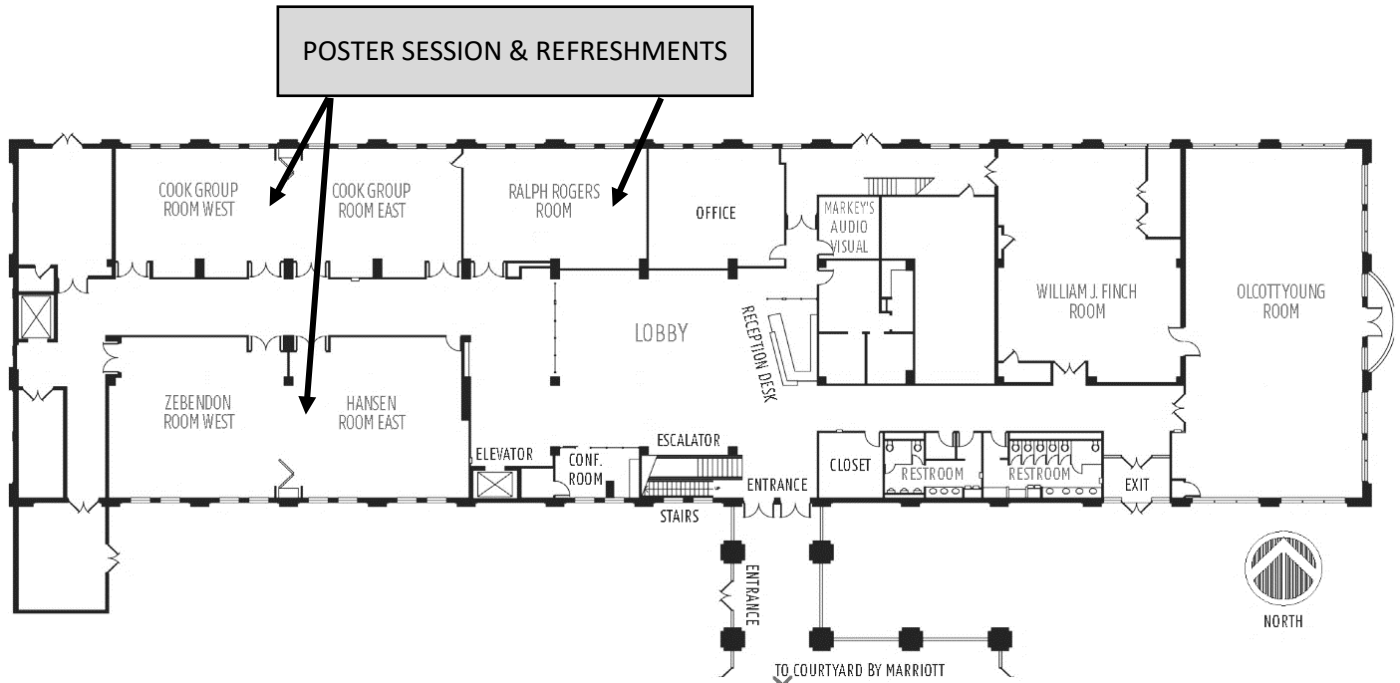 POSTER SESSION & REFRESHMENTS
COOK GROUP
ROOM WEST
COOK GROUP
ROOM EAST
RALPH ROGERS
ROOM
OFFICE
MARKEY'S
AUDIO
VISUAL
WILLIAM J. FINCH
ROOM
OLCOTTYOUNG
ROOM
LOBBY
RECEPTION DESK
ZEBENDON
ROOM WEST
HANSEN
ROOM EAST
ELEVATOR
CONF.
ROOM
ESCALATOR
STAIRS
ENTRANCE
CLOSET
RESTROOM
RESTROOM
EXIT
ENTRANCE
NORTH
TO COURTYARD BY MARRIOTT